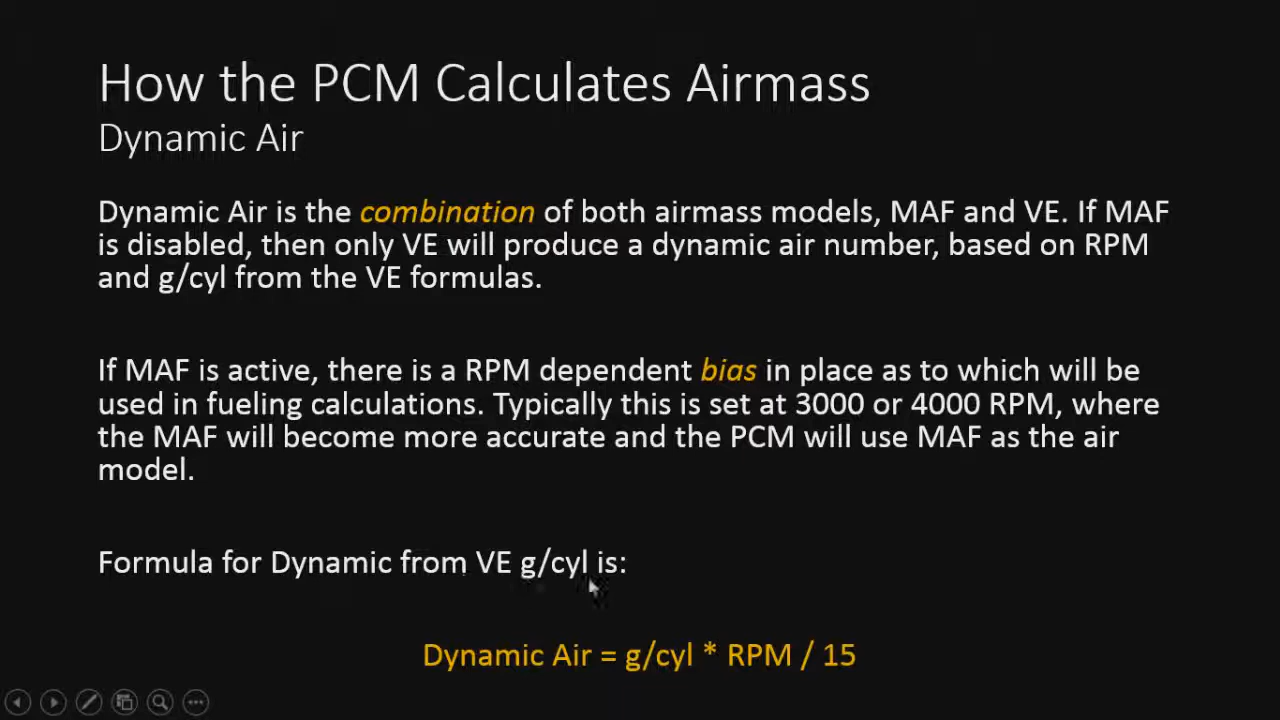 How the PCM Calculates Airmass
Dynamic Air
Dynamic Air is the combination of both airmass models, MAF and VE. If MAF
is disabled, then only VE will produce a dynamic air number, based on RPM
and g/cyl from the VE formulas.
If MAF is active, there is a RPM dependent bias in place as to which will be
used in fueling calculations. Typically this is set at 3000 or 4000 RPM, where
the MAF will become more accurate and the PCM will use MAF as the air
model.
Formula for Dynamic from VE g/cyl is:
Dynamic Air = g/cyl * RPM / 15